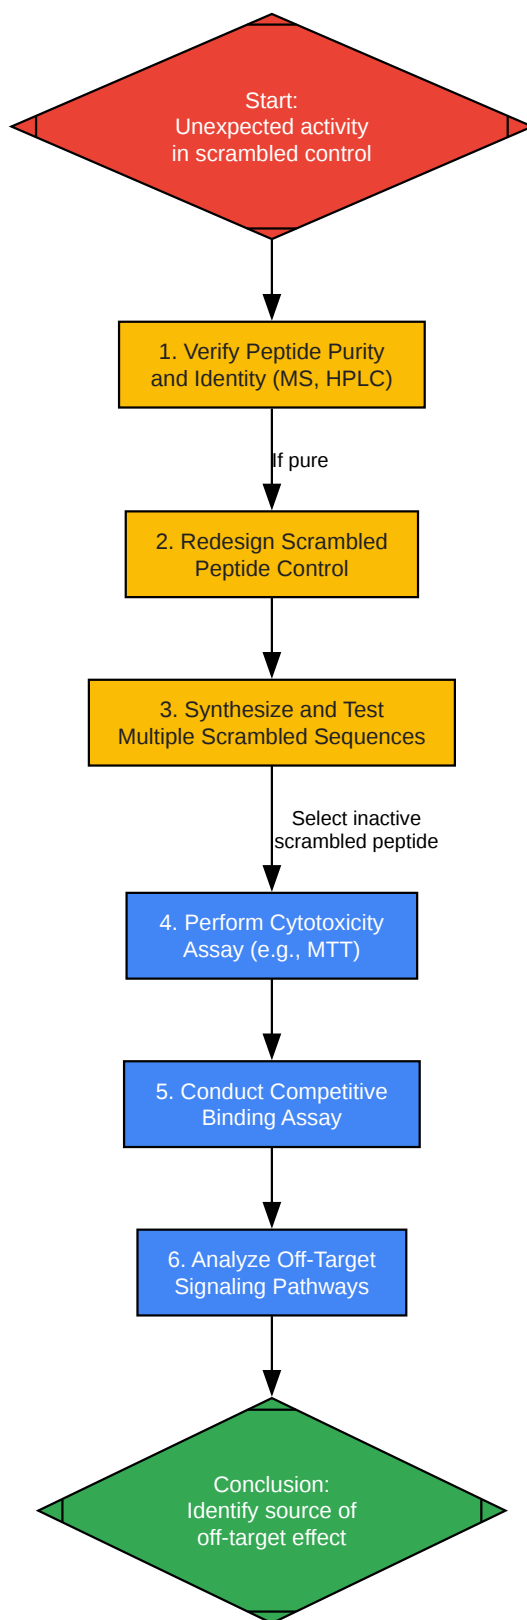 Start:
Unexpected activity
in scrambled control
1. Verify Peptide Purity
and Identity (MS, HPLC)
If pure
2. Redesign Scrambled
Peptide Control
3. Synthesize and Test
Multiple Scrambled Sequences
Select inactive
scrambled peptide
4. Perform Cytotoxicity
Assay (e.g., MTT)
5. Conduct Competitive
Binding Assay
6. Analyze Off-Target
Signaling Pathways
Conclusion:
Identify source of
off-target effect